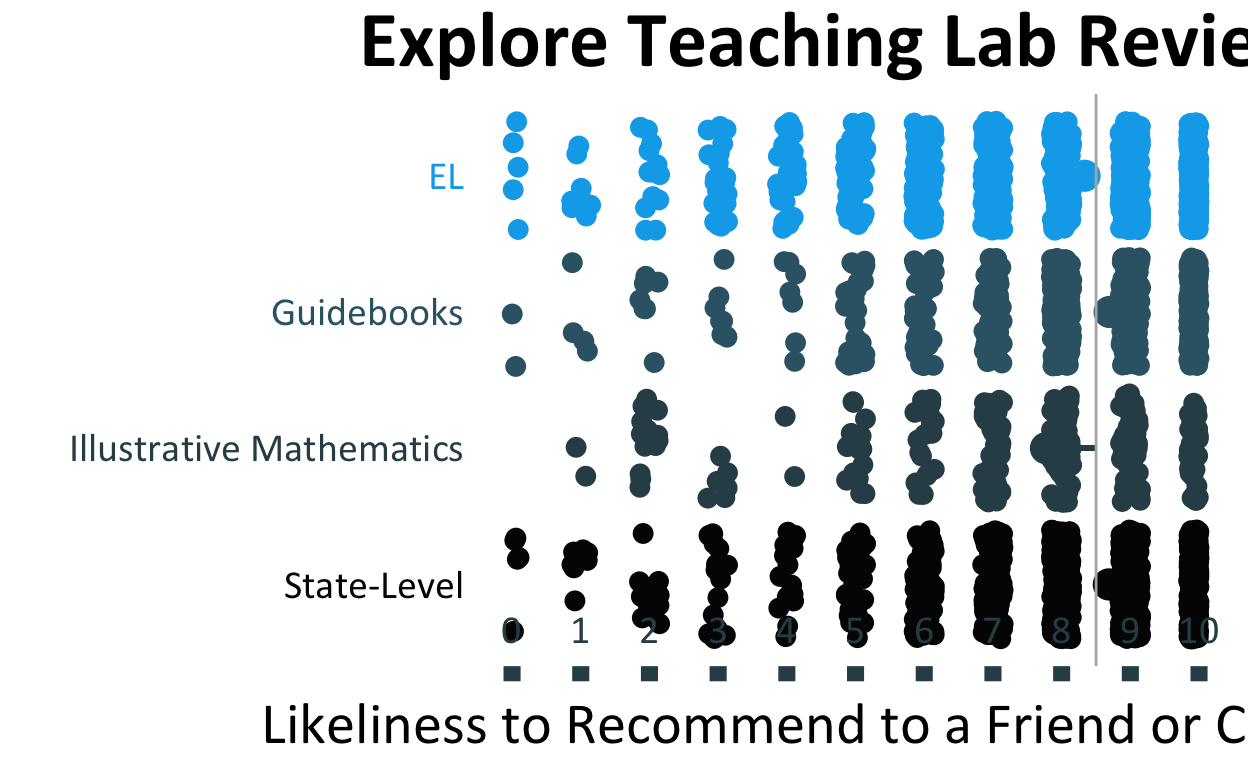 Explore Teaching Lab Revie
EL
Guidebooks
Illustrative Mathematics
State-Level
0 1 2 3 4 5 6 7 8 9 10
Likeliness to Recommend to a Friend or C